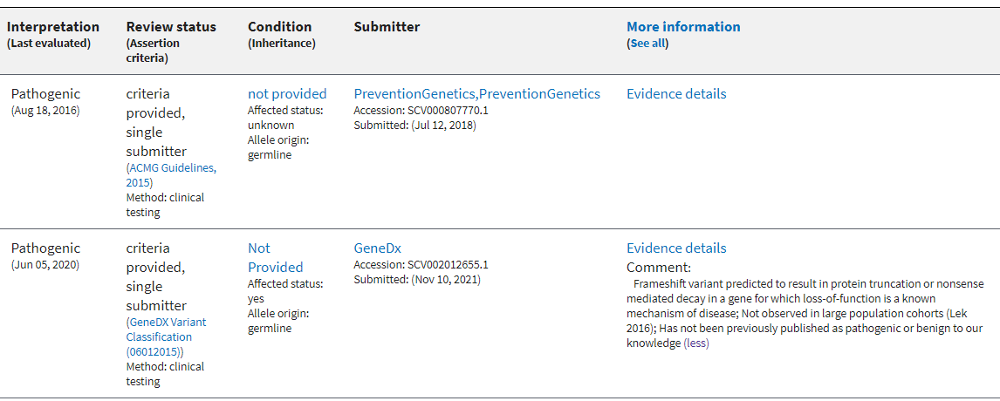 Interpretation
(Last evaluated)
Review status
(Assertion
criteria)
Condition
(Inheritance)
Submitter
More information
(See all)
Pathogenic
(Aug 18, 2016)
criteria
provided,
single
submitter
(ACMG Guidelines,
2015)
Method: clinical
testing
not provided
Affected status:
unknown
Allele origin:
germline
PreventionGenetics,PreventionGenetics
Accession: SCV000807770.1
Submitted: (Jul 12, 2018)
Evidence details
Pathogenic
(Jun 05, 2020)
criteria
provided,
single
submitter
(GeneDX Variant
Classification
(06012015))
Method: clinical
testing
Not
Provided
Affected status:
yes
Allele origin:
germline
GeneDx
Accession: SCV002012655.1
Submitted: (Nov 10, 2021)
Evidence details
Comment:
Frameshift variant predicted to result in protein truncation or nonsense
mediated decay in a gene for which loss-of-function is a known
mechanism of disease; Not observed in large population cohorts (Lek
2016); Has not been previously published as pathogenic or benign to our
knowledge (less)